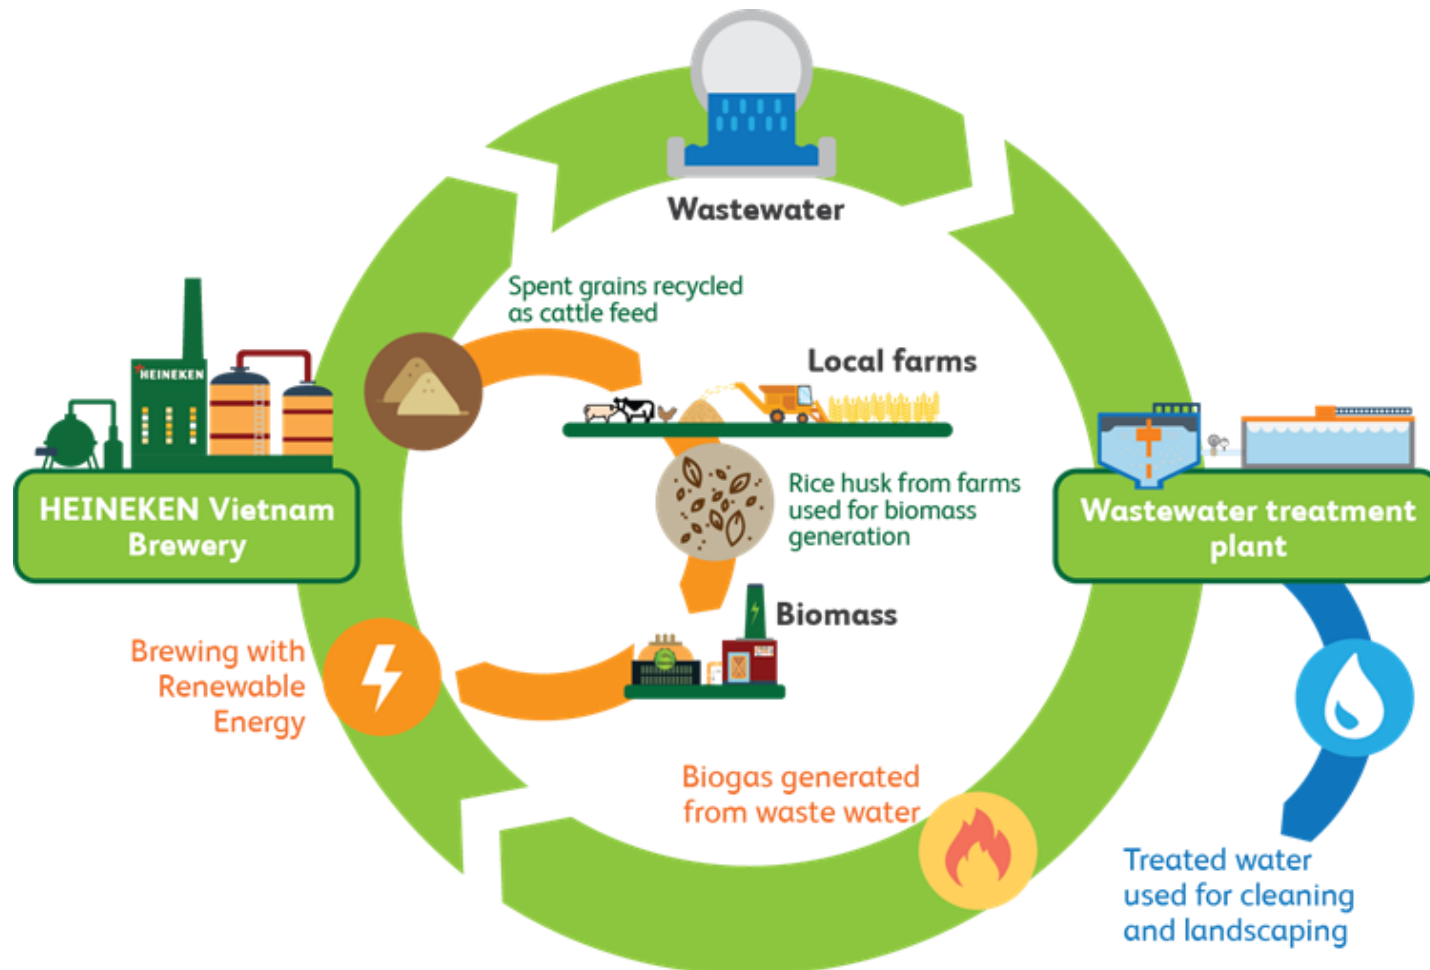 Wastewater
Spent grains recycled
as cattle feed
Local farms
HEINEKEN
HEINEKEN Vietnam
Brewery
Rice husk from farms
used for biomass
generation
Wastewater treatment
plant
Biomass
Brewing with
Renewable
Energy
Biogas generated
from waste water
Treated water
used for cleaning
and landscaping